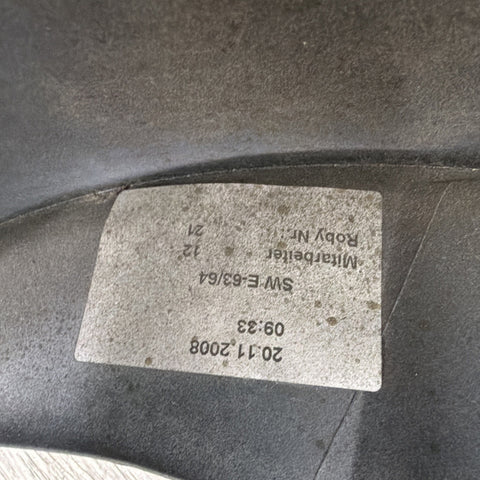 20.11.2008
09:33
SW E-63/64
Mitarbeiter 12
Roby Nr.: 21